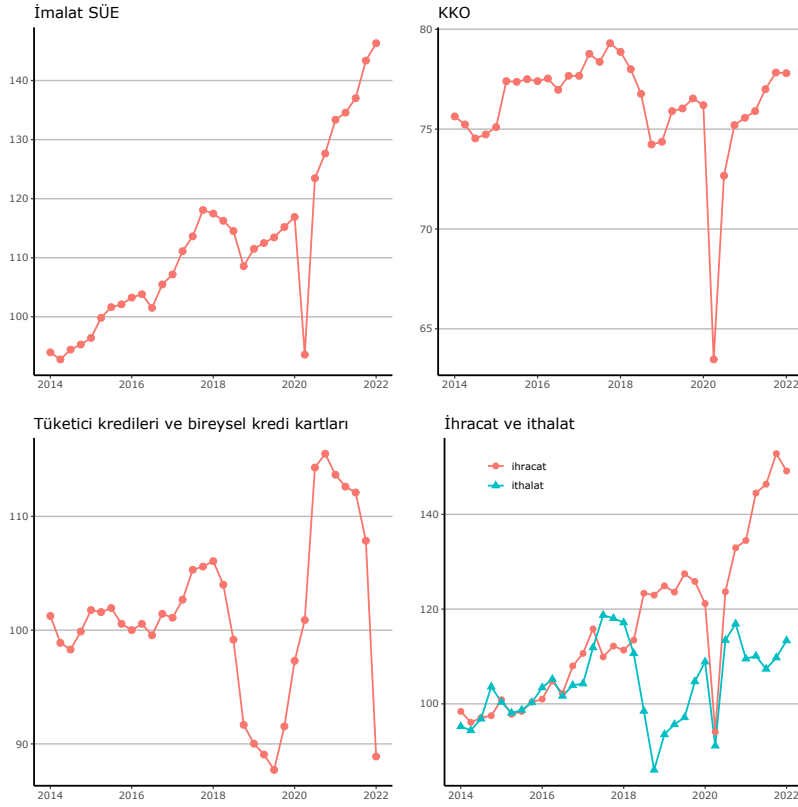 İmalat SÜE
140
130
120
110
100
2014 2016 2018 2020 2022
KKO
80
75
70
65
2014 2016 2018 2020 2022
Tüketici kredileri ve bireysel kredi kartları
110
100
90
2014 2016 2018 2020 2022
İhracat ve ithalat
ihracat
ithalat
140
120
100
2014 2016 2018 2020 2022